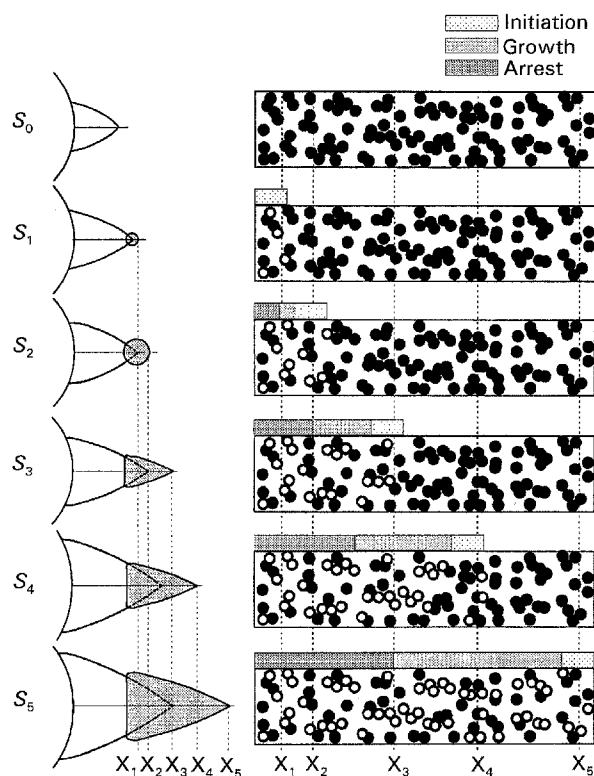 Initiation
Growth
Arrest
S0
S1
S2
S3
S4
S5
X1 X2 X3 X4 X5
X1 X2 X3 X4 X5